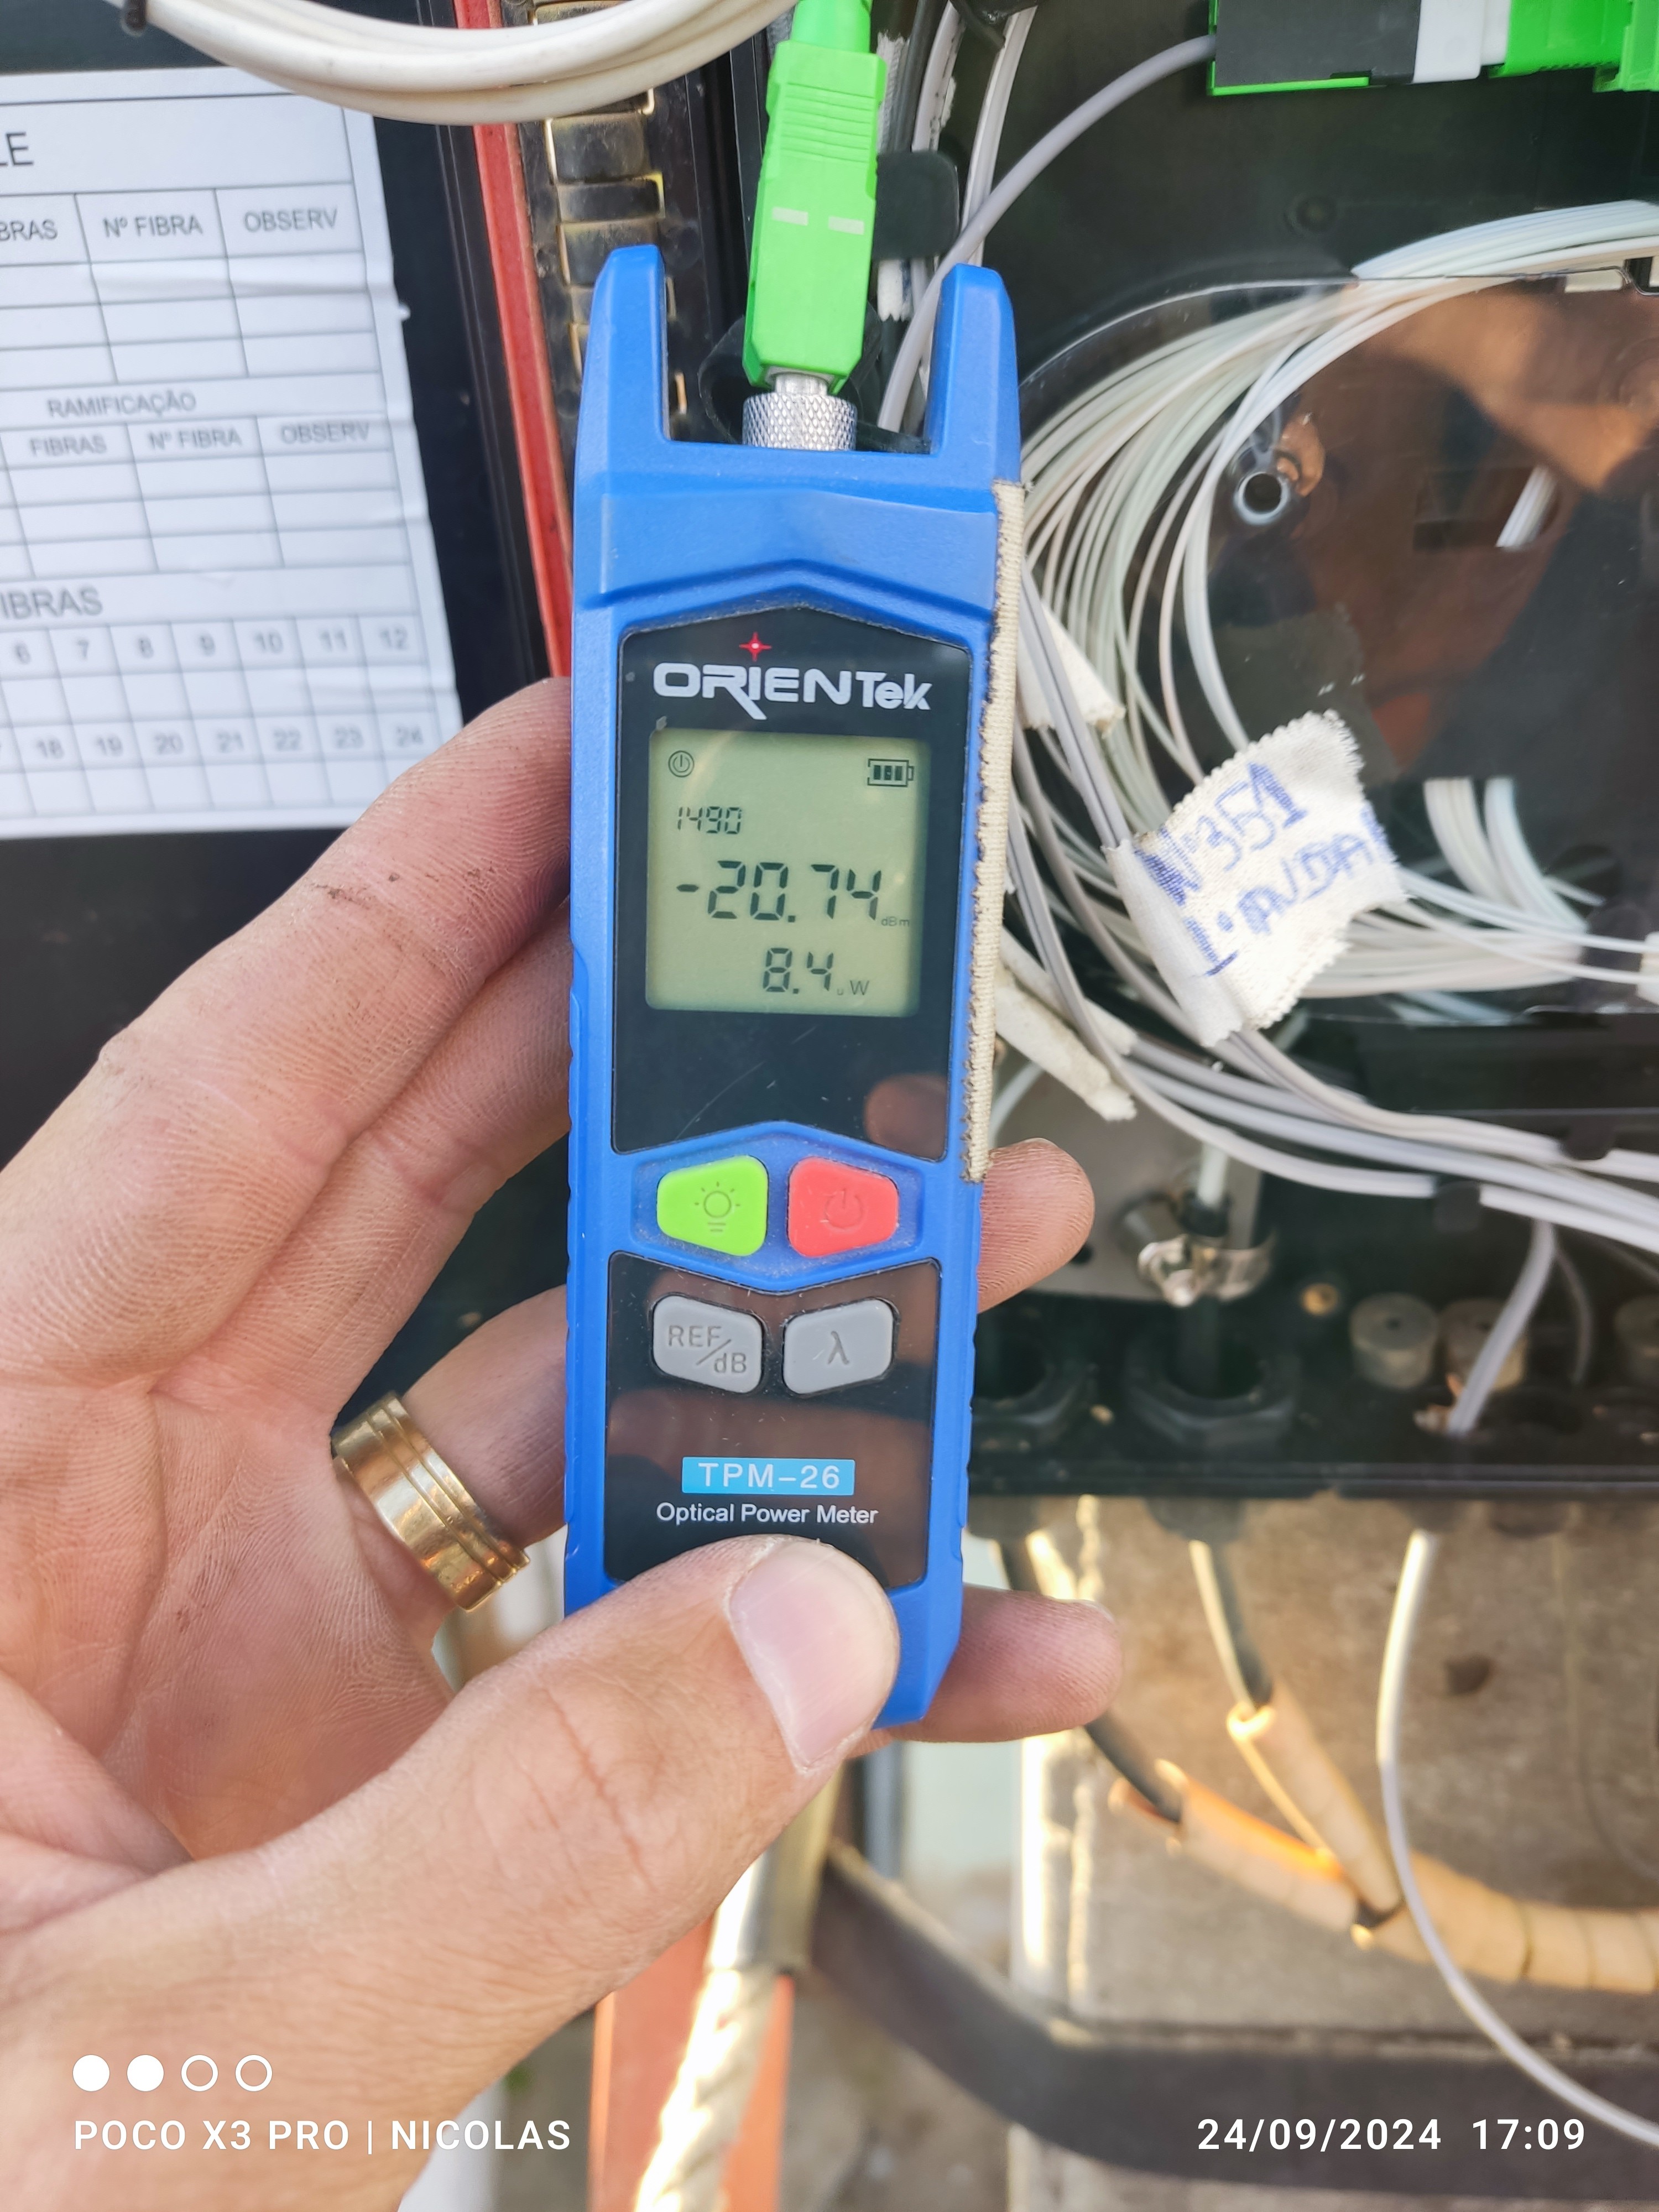 LE
BRAS Nº FIBRA OBSERV
RAMIFICAÇÃO
FIBRAS Nº FIBRA OBSERV
IBRAS
6 7 8 9 10 11 12
18 19 20 21 22 23 24
ORIENTek
1490
-20.74 dBm
8.4 uW
REF/dB λ
TPM-26
Optical Power Meter
Nº351
POCO X3 PRO | NICOLAS
24/09/2024 17:09